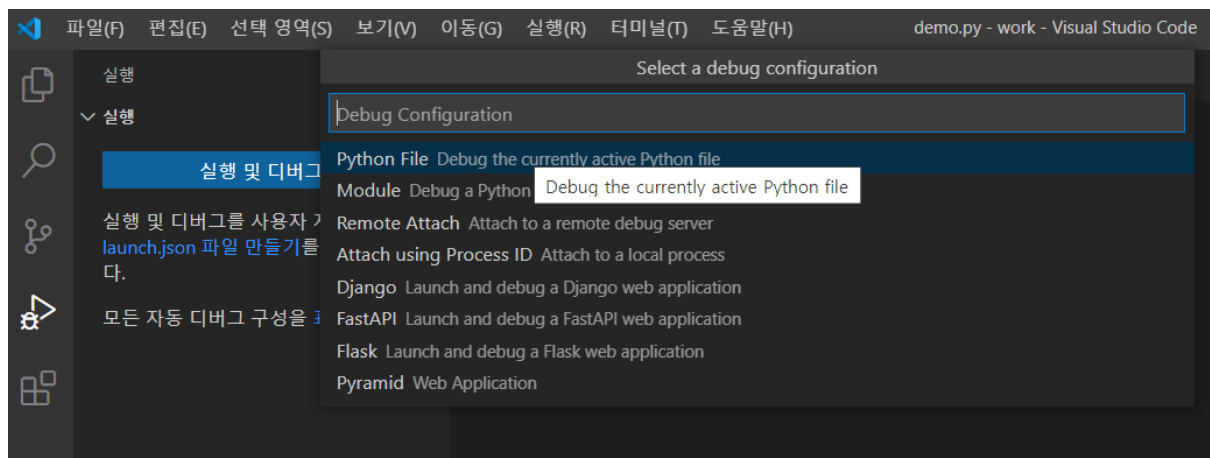 파일(F) 편집(E) 선택 영역(S) 보기(V) 이동(G) 실행(R) 터미널(T) 도움말(H) demo.py - work - Visual Studio Code
실행
실행
실행 및 디버그
실행 및 디버그를 사용자
launch.json 파일 만들기를
다.
모든 자동 디버그 구성을
Select a debug configuration
Debug Configuration
Python File Debug the currently active Python file
Debug the currently active Python file
Module Debug a Python
Remote Attach Attach to a remote debug server
Attach using Process ID Attach to a local process
Django Launch and debug a Django web application
FastAPI Launch and debug a FastAPI web application
Flask Launch and debug a Flask web application
Pyramid Web Application